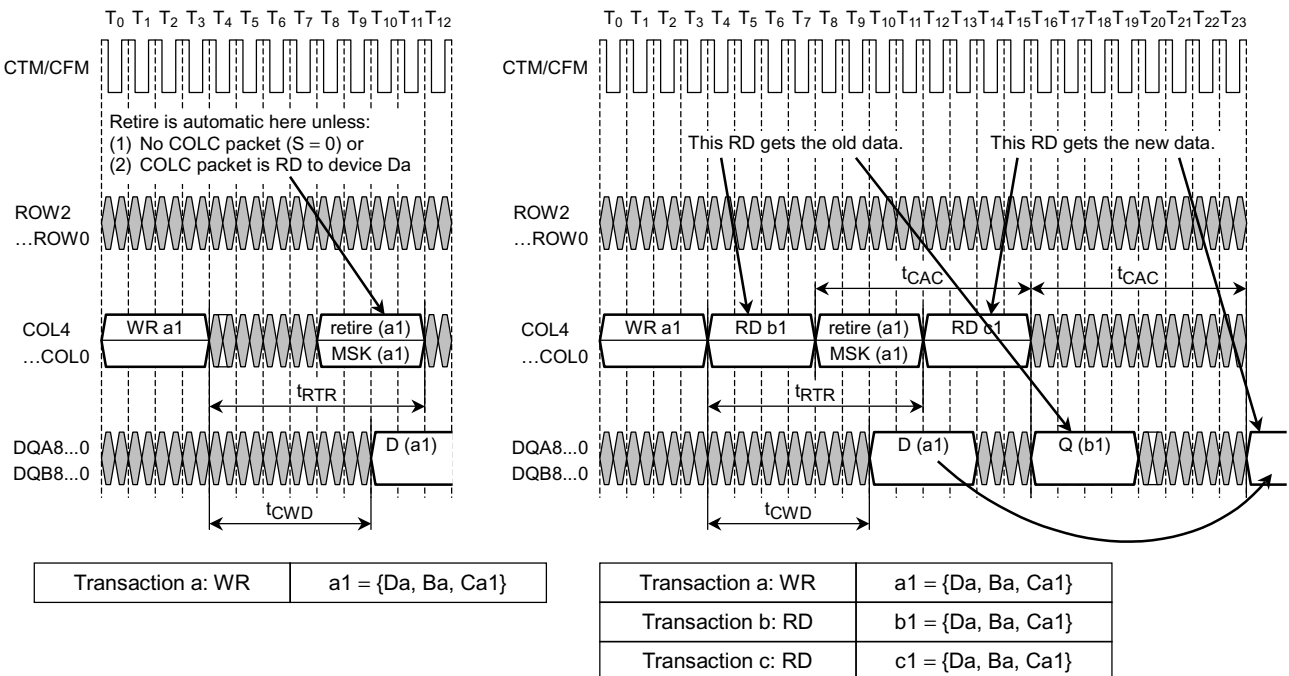 T0 T1 T2 T3 T4 T5 T6 T7 T8 T9 T10 T11 T12
CTM/CFM
Retire is automatic here unless:
(1) No COLC packet (S = 0) or
(2) COLC packet is RD to device Da
ROW2
…ROW0
COL4
…COL0
WR a1
retire (a1)
MSK (a1)
tRTR
DQA8...0
DQB8...0
D (a1)
tCWD
Transaction a: WR a1 = {Da, Ba, Ca1}
T0 T1 T2 T3 T4 T5 T6 T7 T8 T9 T10 T11 T12 T13 T14 T15 T16 T17 T18 T19 T20 T21 T22 T23
CTM/CFM
This RD gets the old data.
This RD gets the new data.
ROW2
…ROW0
tCAC
tCAC
COL4
…COL0
WR a1
RD b1
retire (a1)
MSK (a1)
RD c1
tRTR
DQA8...0
DQB8...0
D (a1)
Q (b1)
tCWD
Transaction a: WR a1 = {Da, Ba, Ca1}
Transaction b: RD b1 = {Da, Ba, Ca1}
Transaction c: RD c1 = {Da, Ba, Ca1}